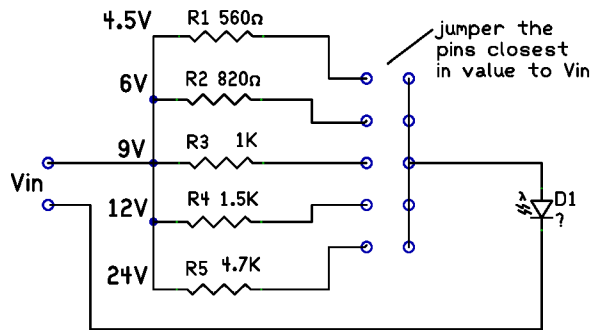 4.5V
R1 560Ω
jumper the
pins closest
in value to Vin
6V
R2 820Ω
9V
R3 1K
Vin
12V
R4 1.5K
D1
?
24V
R5 4.7K